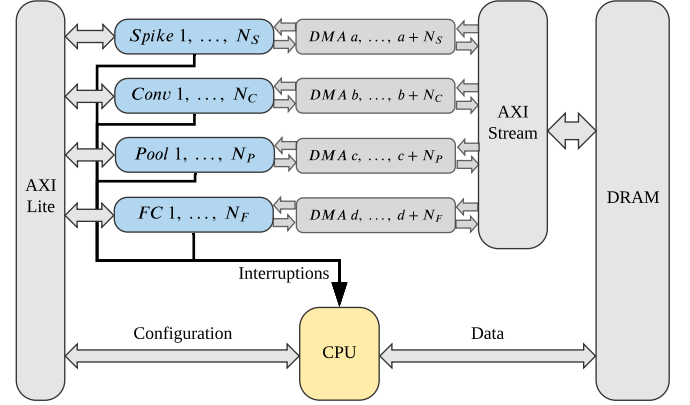 AXI
Lite
Spike 1, ..., N_S
DMA a, ..., a + N_S
Conv 1, ..., N_C
DMA b, ..., b + N_C
Pool 1, ..., N_P
DMA c, ..., c + N_P
FC 1, ..., N_F
DMA d, ..., d + N_F
AXI
Stream
DRAM
Interruptions
Configuration
CPU
Data